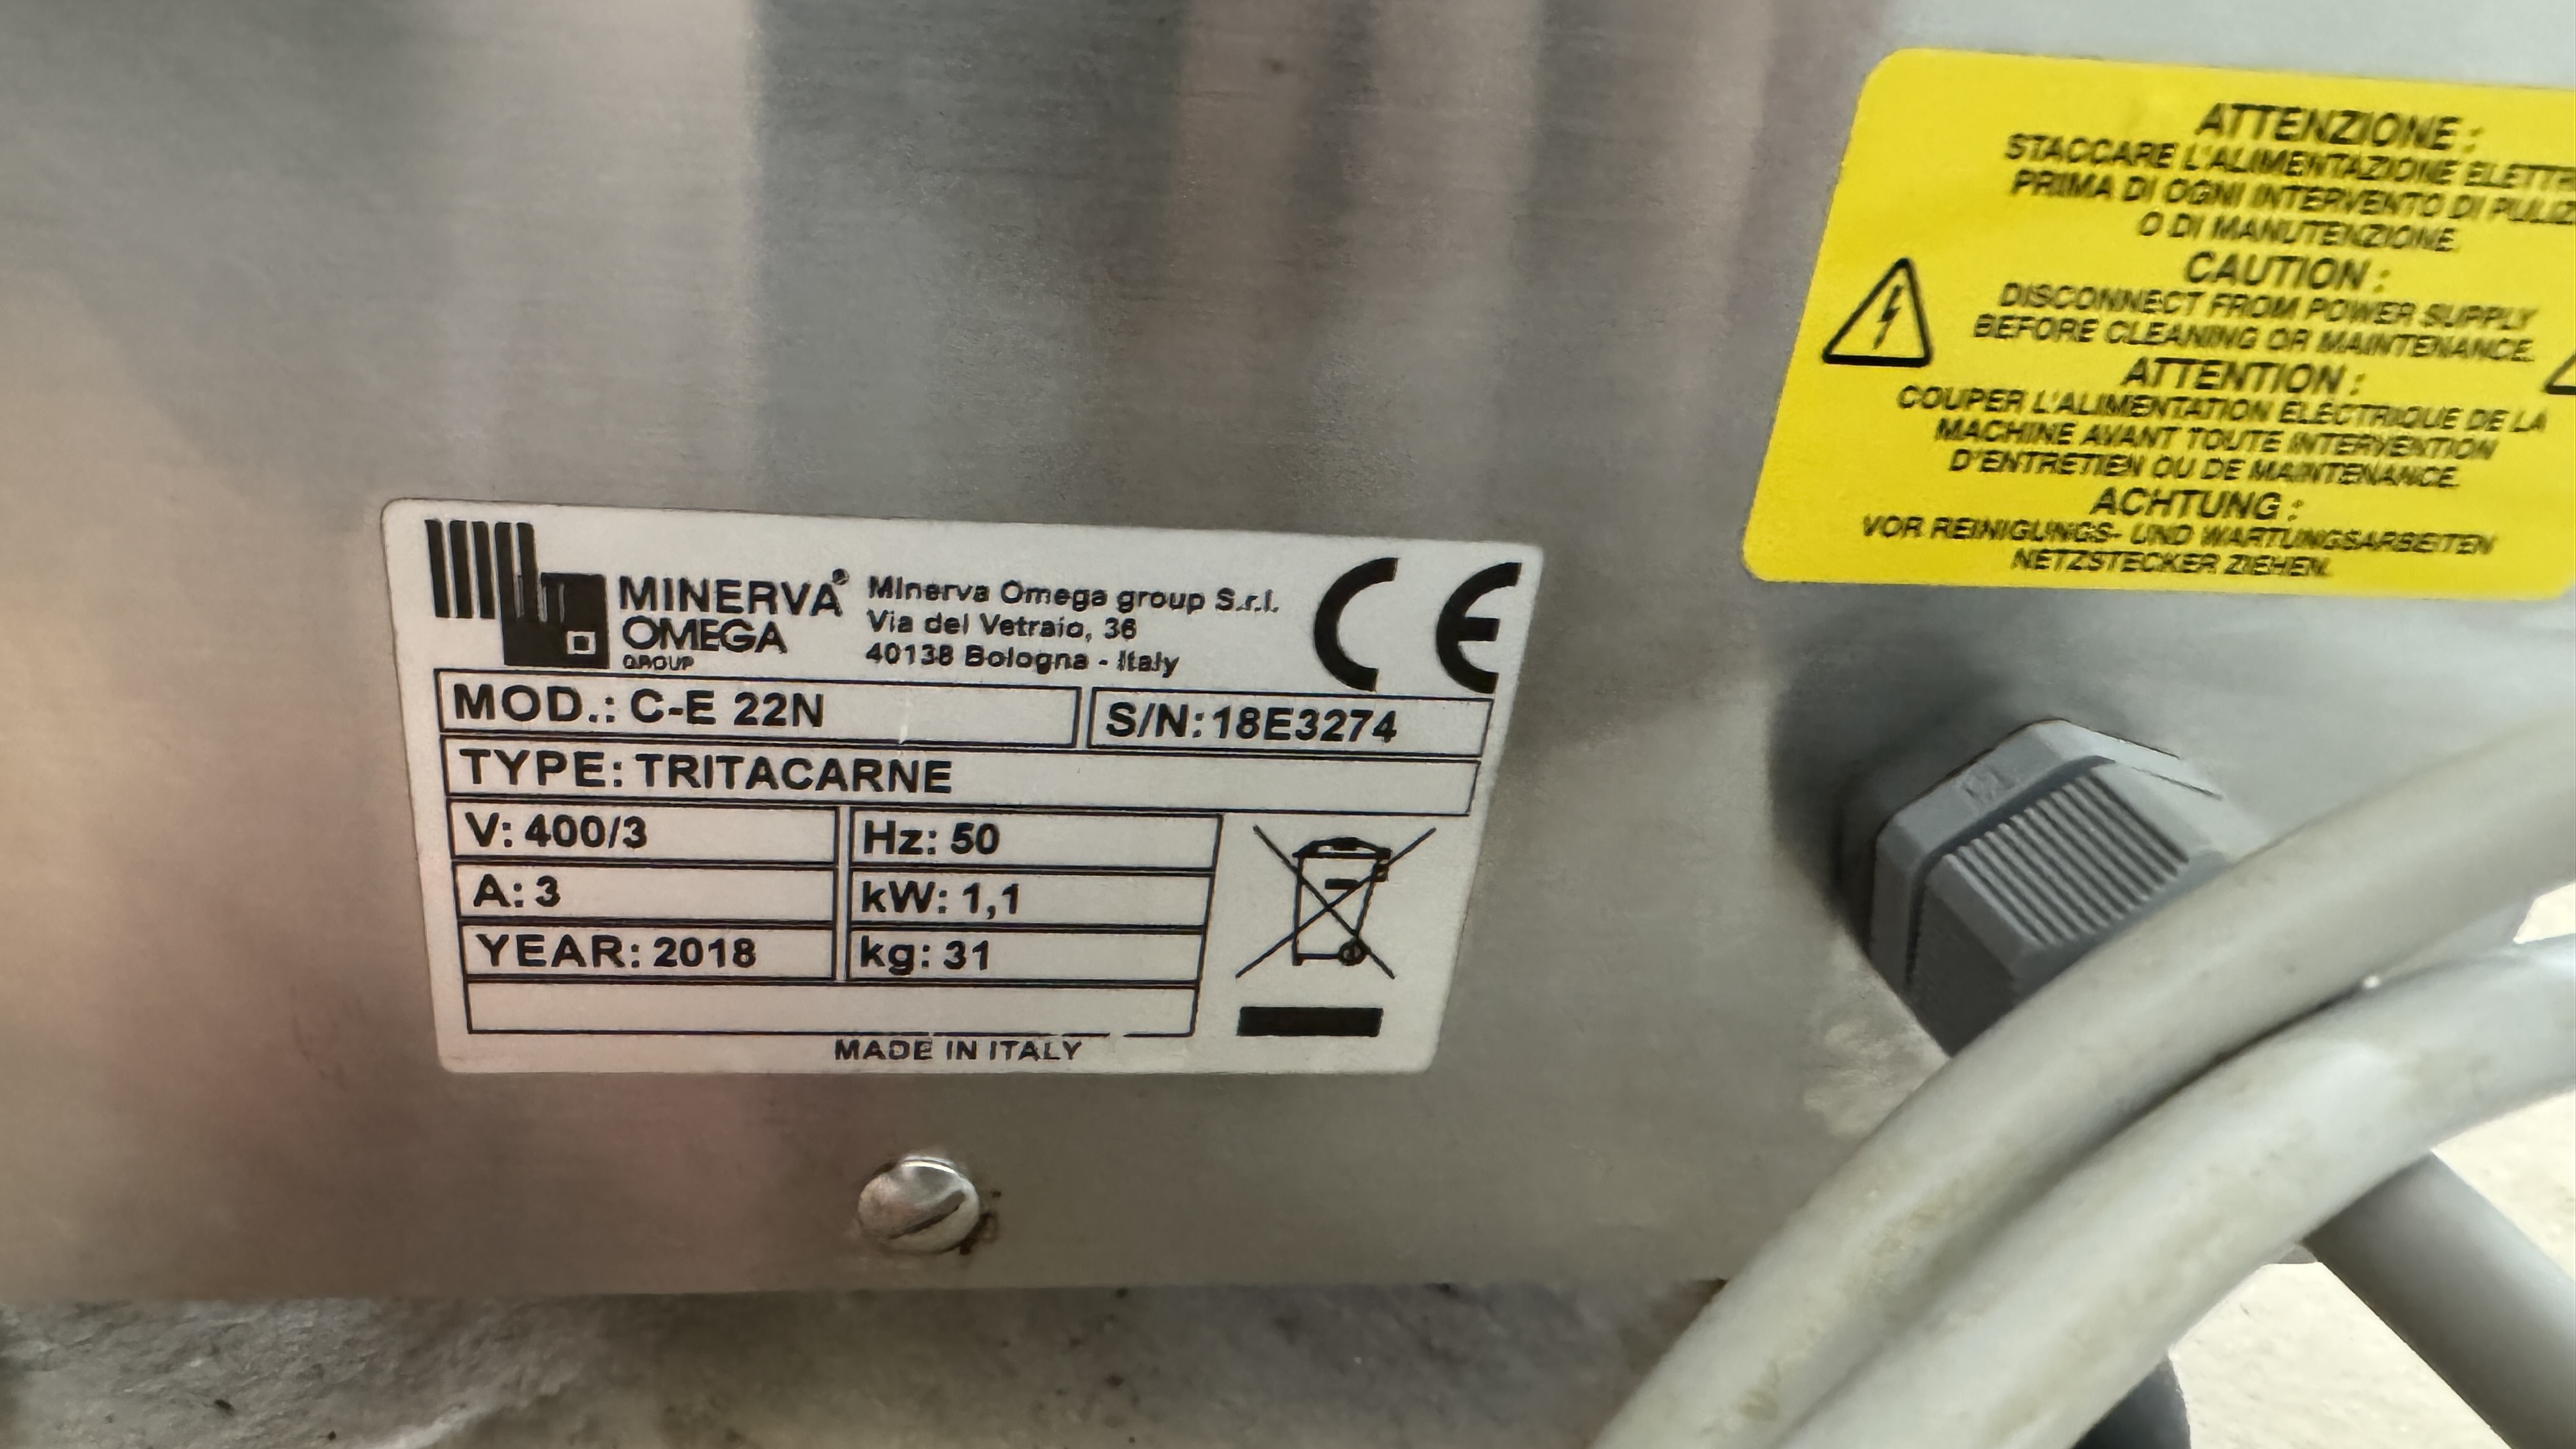 MINERVA®
OMEGA
GROUP
Minerva Omega group S.r.l.
Via del Vetraio, 36
40138 Bologna - Italy
CE
MOD.: C-E 22N
S/N: 18E3274
TYPE: TRITACARNE
V: 400/3
Hz: 50
A: 3
kW: 1,1
YEAR: 2018
kg: 31
MADE IN ITALY
ATTENZIONE :
STACCARE L'ALIMENTAZIONE
PRIMA DI OGNI INTERVENTO DI
O DI MANUTENZIONE.
CAUTION :
DISCONNECT FROM POWER SUPPLY
BEFORE CLEANING OR MAINTENANCE.
ATTENTION :
COUPER L'ALIMENTATION ELECTRIQUE DE LA
MACHINE AVANT TOUTE INTERVENTION
D'ENTRETIEN OU DE MAINTENANCE.
ACHTUNG :
VOR REINIGUNGS- UND WARTUNGSARBEITEN
NETZSTECKER ZIEHEN.